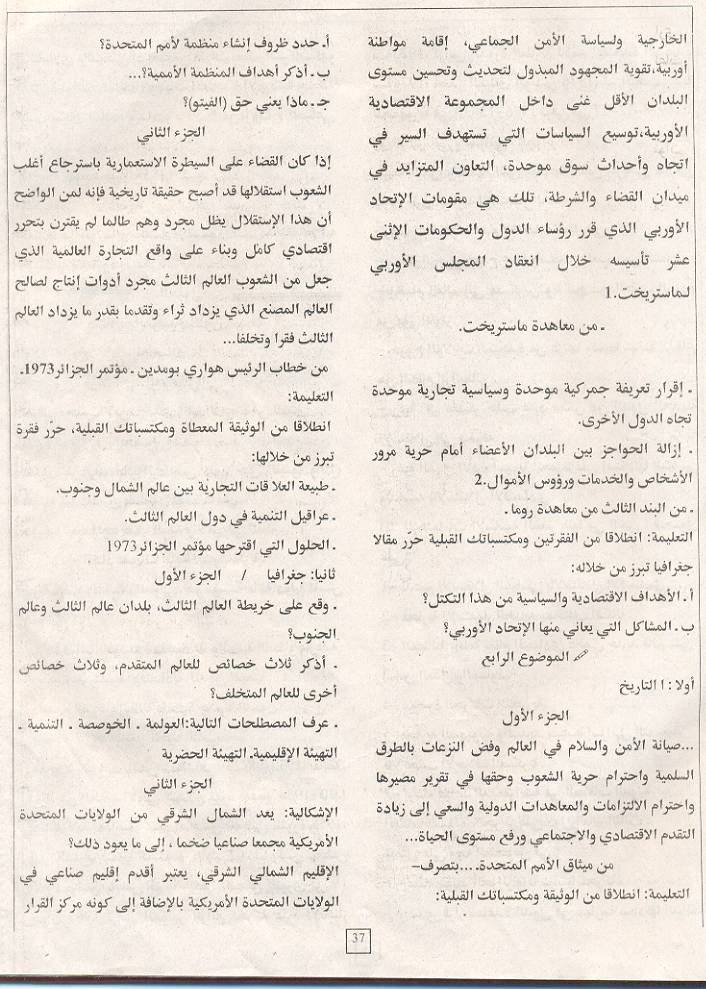 الخارجية ولسياسة الأمن الجماعي، إقامة مواطنة
أوربية،تقوية المجهود المبذول لتحديث وتحسين مستوى
البلدان الأقل غنى داخل المجموعة الاقتصادية
الأوربية،توسيع السياسات التي تستهدف السير في
اتجاه وأحداث سوق موحدة، التعاون المتزايد في
ميدان القضاء والشرطة، تلك هي مقومات الإتحاد
الأوربي الذي قرر رؤساء الدول والحكومات الإثنى
عشر تأسيسه خلال انعقاد المجلس الأوربي
لـماستريخت.1
ـ من معاهدة ماستريخت.
ـ إقرار تعريفة جمركية موحدة وسياسية تجارية موحدة
تجاه الدول الأخرى.
ـ إزالة الحواجز بين البلدان الأعضاء أمام حرية مرور
الأشخاص والخدمات ورؤوس الأموال.2
ـ من البند الثالث من معاهدة روما ـ
التعليمة: انطلاقا من الفقرتين ومكتسباتك القبلية حرّر مقالا
جغرافيا تبرز من خلاله:
أ ـ الأهداف الاقتصادية والسياسية من هذا التكتل؟
ب ـ المشاكل التي يعاني منها الإتحاد الأوربي؟
✎ الموضوع الرابع
أولا : ا التاريخ
الجزء الأول
...صيانة الأمن والسلام في العالم وفض النزعات بالطرق
السلمية واحترام حرية الشعوب وحقها في تقرير مصيرها
واحترام الالتزامات والمعاهدات الدولية والسعي إلى زيادة
التقدم الاقتصادي والاجتماعي ورفع مستوى الحياة...
من ميثاق الأمم المتحدة....بتصرف–
التعليمة: انطلاقا من الوثيقة ومكتسباتك القبلية:
أ ـ حدد ظروف إنشاء منظمة لأمم المتحدة؟
ب ـ أذكر أهداف المنظمة الأممية؟...
جـ ـ ماذا يعني حق (الفيتو)؟
الجزء الثاني
إذا كان القضاء على السيطرة الاستعمارية باسترجاع أغلب
الشعوب استقلالها قد أصبح حقيقة تاريخية فإنه لمن الواضح
أن هذا الإستقلال يظل مجرد وهم طالما لم يقترن بتحرر
اقتصادي كامل وبناء على واقع التجارة العالمية الذي
جعل من الشعوب العالم الثالث مجرد أدوات إنتاج لصالح
العالم المصنع الذي يزداد ثراء وتقدما بقدر ما يزداد العالم
الثالث فقرا وتخلفا...
من خطاب الرئيس هواري بومدين ـ مؤتمر الجزائر1973ـ
التعليمة:
انطلاقا من الوثيقة المعطاة ومكتسباتك القبلية، حرّر فقرة
تبرز من خلالها:
ـ طبيعة العلا قات التجارية بين عالم الشمال وجنوب.
ـ عراقيل التنمية في دول العالم الثالث.
ـ الحلول التي اقترحها مؤتمر الجزائر1973
ثانيا: جغرافيا / الجزء الأول
ـ وقع على خريطة العالم الثالث، بلدان عالم الثالث وعالم
الجنوب؟
ـ أذكر ثلاث خصائص للعالم المتقدم، وثلاث خصائص
أخرى للعالم المتخلف؟
ـ عرف المصطلحات التالية:العولمة ـ الخوصصة ـ التنمية ـ
التهيئة الإقليميةـ التهيئة الحضرية
الجزء الثاني
الإشكالية: يعد الشمال الشرقي من الولايات المتحدة
الأمريكية مجمعا صناعيا ضخما ، إلى ما يعود ذلك؟
الإقليم الشمالي الشرقي، يعتبر أقدم إقليم صناعي في
الولايات المتحدة الأمريكية بالإضافة إلى كونه مركز القرار
37